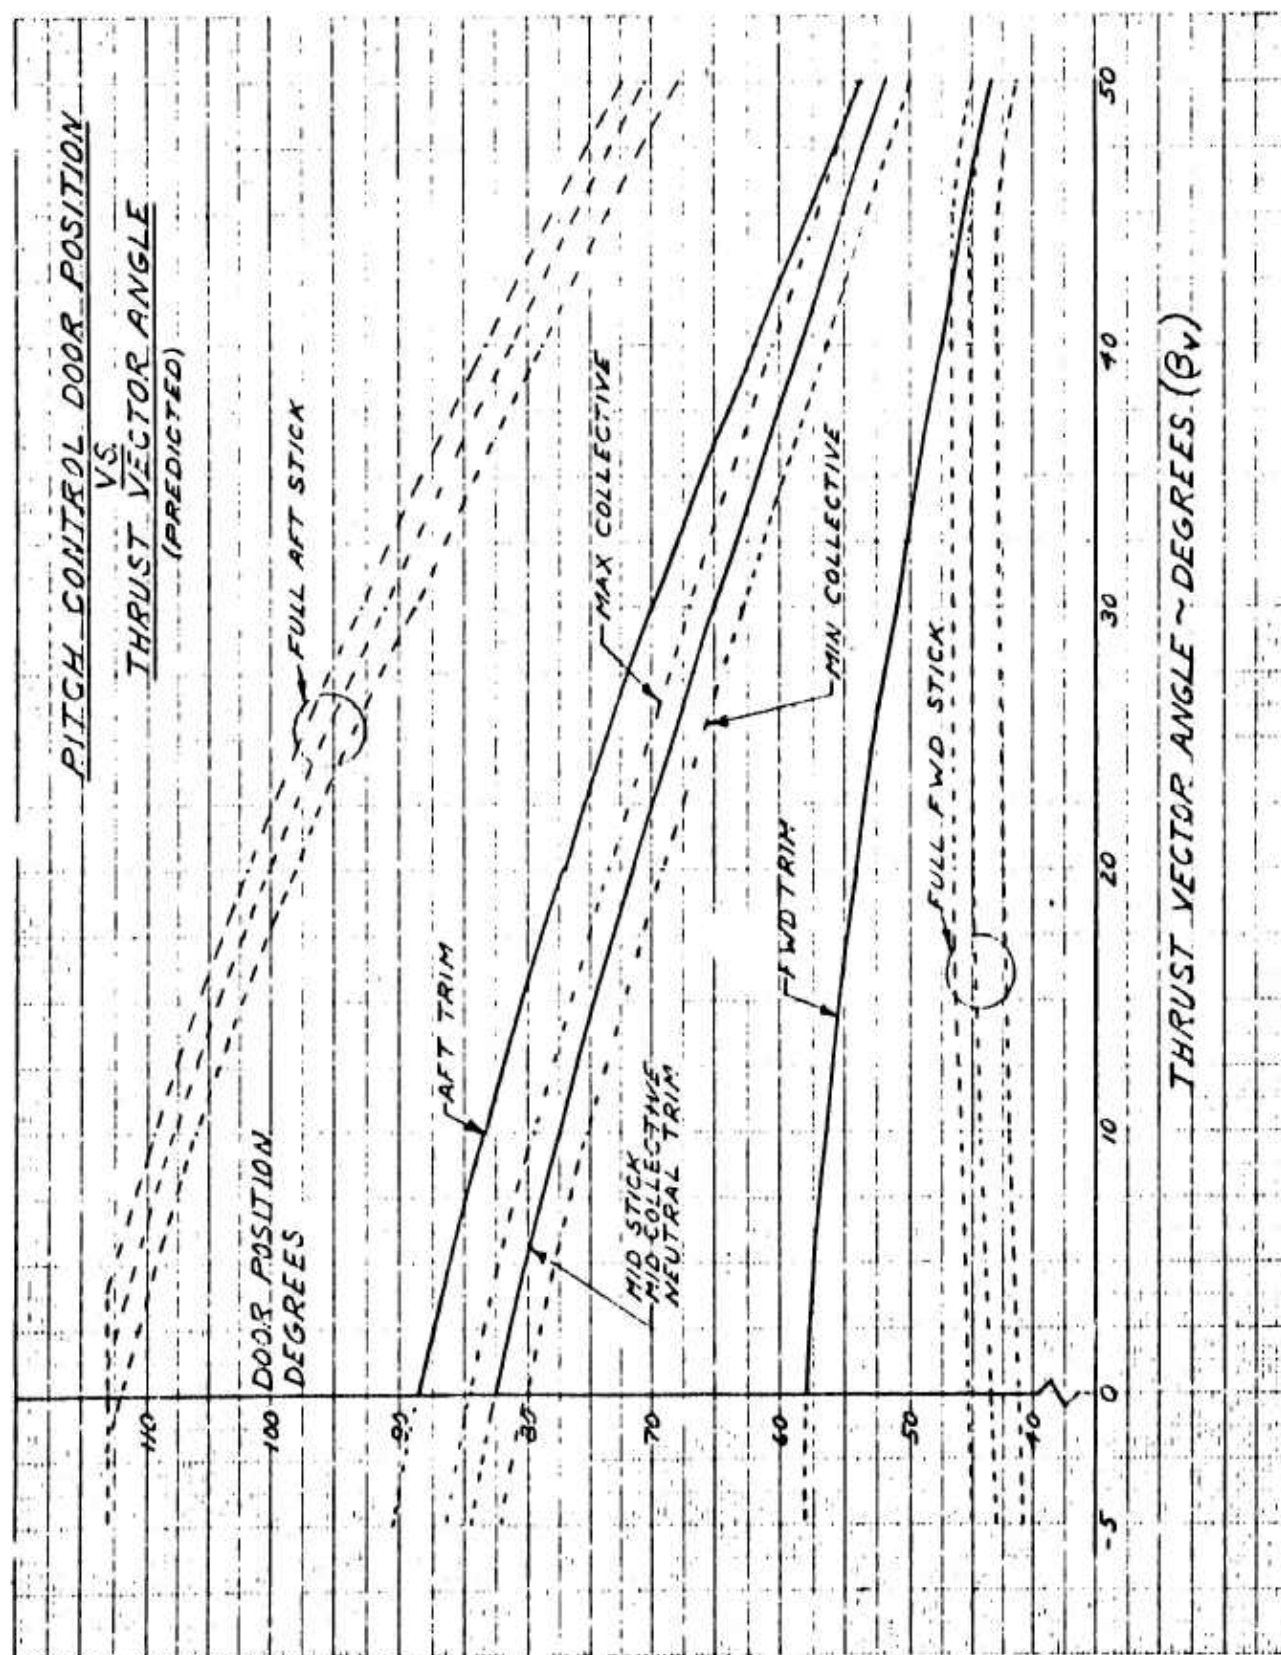 PITCH CONTROL DOOR POSITION
VS.
THRUST VECTOR ANGLE
(PREDICTED)
FULL AFT STICK
DOOR POSITION
DEGREES
AFT TRIM
MAX COLLECTIVE
MID STICK
MID COLLECTIVE
NEUTRAL TRIM
MIN COLLECTIVE
FWD TRIM
FULL FWD STICK
110
100
70
60
50
40
-5
0
10
20
30
40
50
THRUST VECTOR ANGLE ~ DEGREES (βv)